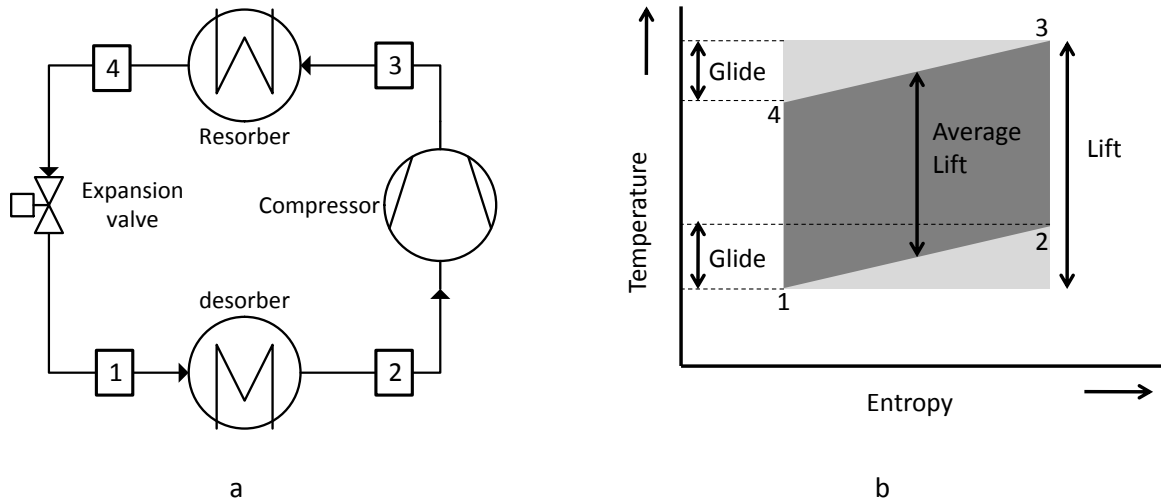 4
3
Resorber
Expansion
valve
Compressor
desorber
1
2
a
Temperature
3
Glide
4
Average
Lift
Lift
Glide
2
1
Entropy
b